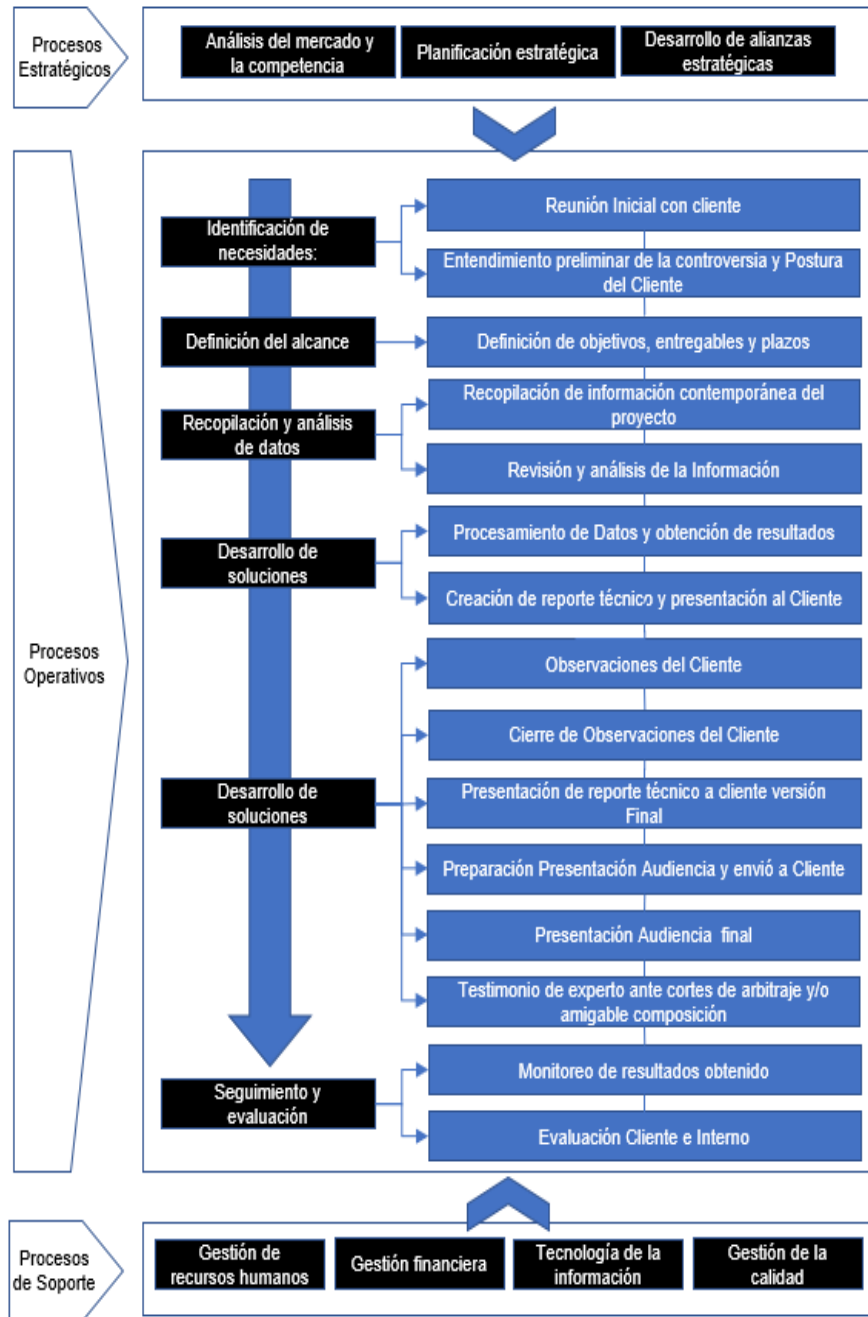 Procesos
Estratégicos
Análisis del mercado y
la competencia
Planificación estratégica
Desarrollo de alianzas
estratégicas
Procesos
Operativos
Identificación de
necesidades:
Reunión Inicial con cliente
Entendimiento preliminar de la controversia y Postura
del Cliente
Definición del alcance
Definición de objetivos, entregables y plazos
Recopilación y análisis
de datos
Recopilación de información contemporánea del
proyecto
Revisión y análisis de la Información
Desarrollo de
soluciones
Procesamiento de Datos y obtención de resultados
Creación de reporte técnico y presentación al Cliente
Desarrollo de
soluciones
Observaciones del Cliente
Cierre de Observaciones del Cliente
Presentación de reporte técnico a cliente versión
Final
Preparación Presentación Audiencia y envió a Cliente
Presentación Audiencia final
Testimonio de experto ante cortes de arbitraje y/o
amigable composición
Seguimiento y
evaluación
Monitoreo de resultados obtenido
Evaluación Cliente e Interno
Procesos
de Soporte
Gestión de
recursos humanos
Gestión financiera
Tecnología de la
información
Gestión de la
calidad